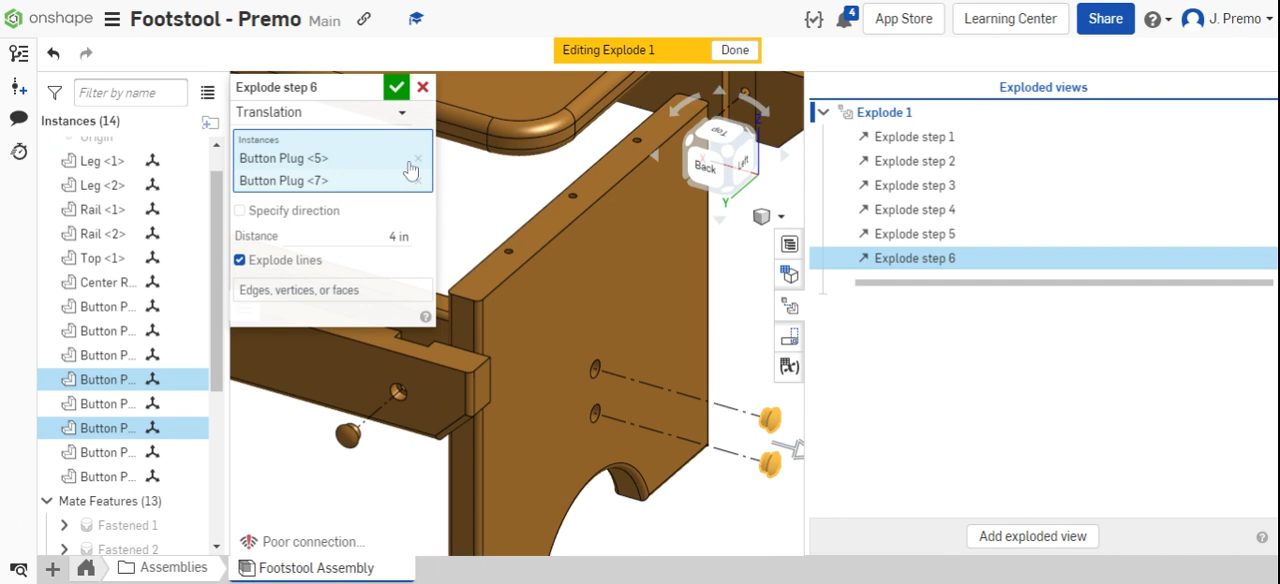 onshape
Footstool - Premo Main
4
App Store
Learning Center
Share
J. Premo
Editing Explode 1
Done
Filter by name
Instances (14)
Origin
Leg <1>
Leg <2>
Rail <1>
Rail <2>
Top <1>
Center R...
Button P...
Button P...
Button P...
Button P...
Button P...
Button P...
Button P...
Button P...
Mate Features (13)
Fastened 1
Fastened 2
Explode step 6
Translation
Instances
Button Plug <5>
Button Plug <7>
Specify direction
Distance 4 in
Explode lines
Edges, vertices, or faces
Top
Back
Left
X
Y
Z
Poor connection...
Exploded views
Explode 1
Explode step 1
Explode step 2
Explode step 3
Explode step 4
Explode step 5
Explode step 6
Add exploded view
Assemblies
Footstool Assembly